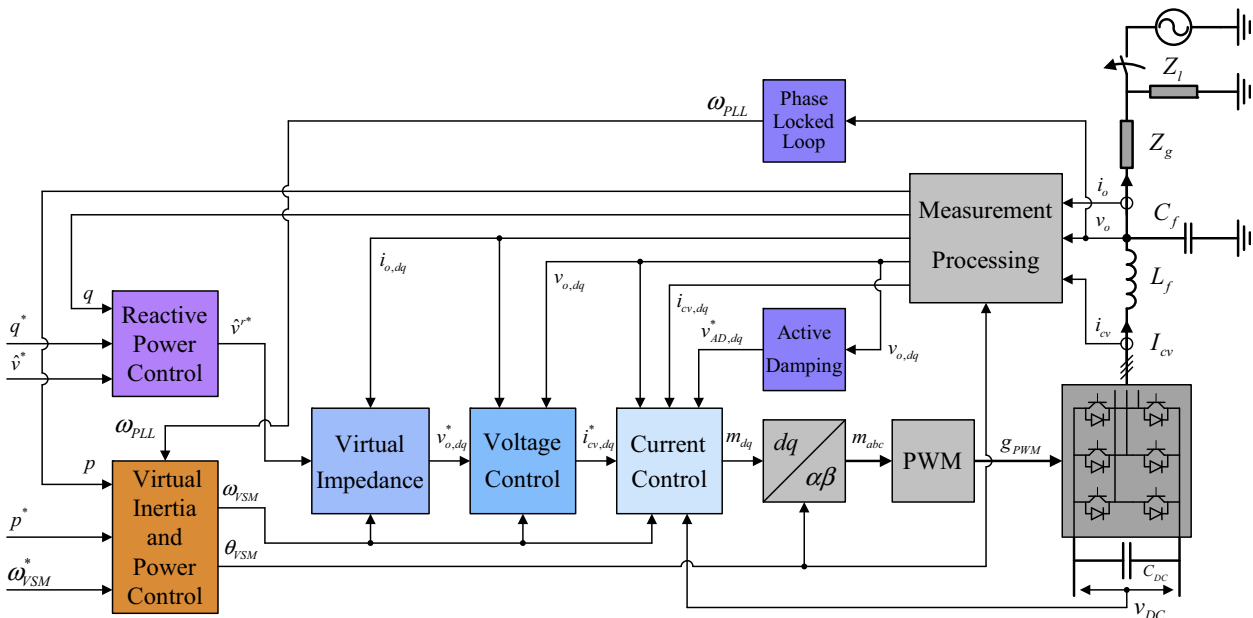 Z_l
ω_PLL
Phase
Locked
Loop
Z_g
i_o
Measurement
Processing
v_o
C_f
i_o,dq
v_o,dq
L_f
q
Reactive
Power
Control
v̂^r*
q^*
v̂^*
i_cv,dq
v^*_AD,dq
Active
Damping
v_o,dq
i_cv
I_cv
ω_PLL
p
Virtual
Inertia
and
Power
Control
ω_VSM
θ_VSM
p^*
ω^*_VSM
Virtual
Impedance
v^*_o,dq
Voltage
Control
i^*_cv,dq
Current
Control
m_dq
dq
αβ
m_abc
PWM
g_PWM
C_DC
v_DC